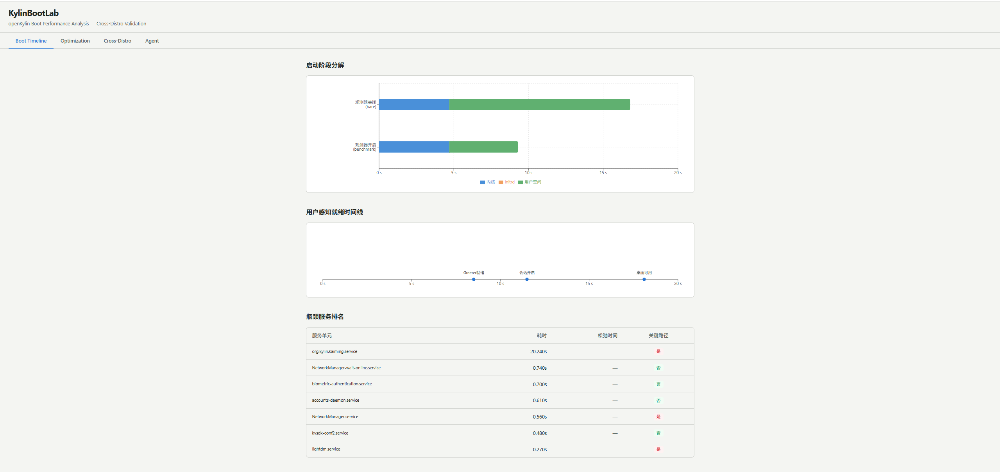 KylinBootLab
openKylin Boot Performance Analysis — Cross-Distro Validation
Boot Timeline Optimization Cross-Distro Agent
启动阶段分解
观测器关闭
(bare)
观测器开启
(benchmark)
0 s 5 s 10 s 15 s 20 s
内核 Initrd 用户空间
用户感知就绪时间线
Greeter就绪 会话开启 桌面可用
0 s 5 s 10 s 15 s 20 s
瓶颈服务排名
服务单元 耗时 松弛时间 关键路径
org.kylin.kaiming.service 20.240s — 是
NetworkManager-wait-online.service 0.740s — 否
biometric-authentication.service 0.700s — 否
accounts-daemon.service 0.610s — 否
NetworkManager.service 0.560s — 是
kysdk-conf2.service 0.480s — 否
lightdm.service 0.270s — 是